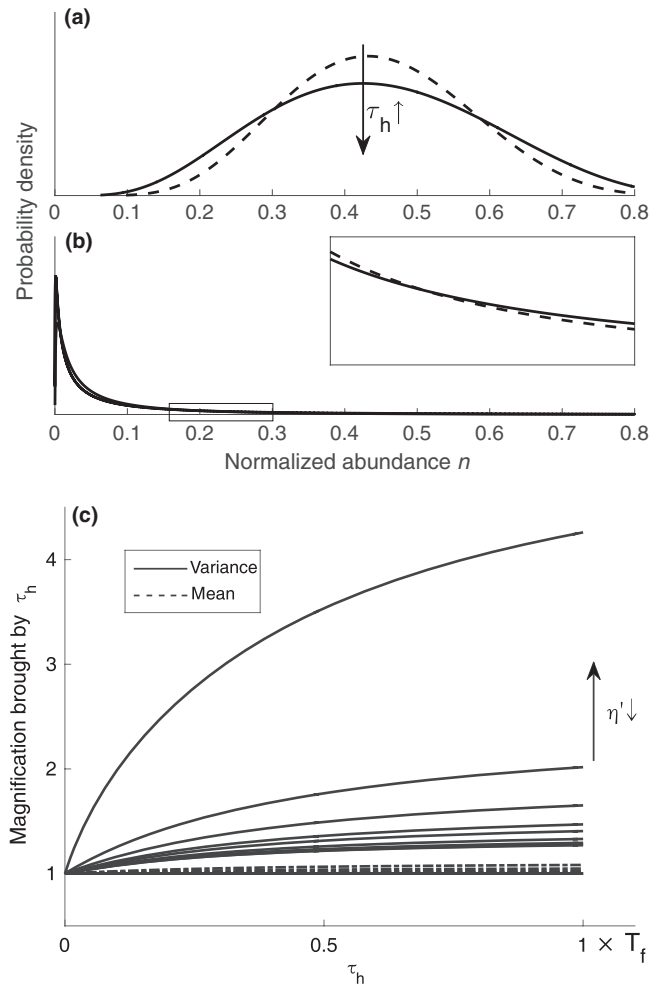 (a)
Probability density
τh↑
0 0.1 0.2 0.3 0.4 0.5 0.6 0.7 0.8
(b)
0 0.1 0.2 0.3 0.4 0.5 0.6 0.7 0.8
Normalized abundance n
(c)
Magnification brought by τh
4
3
2
1
Variance
Mean
η'↓
0 0.5 1 × Tf
τh